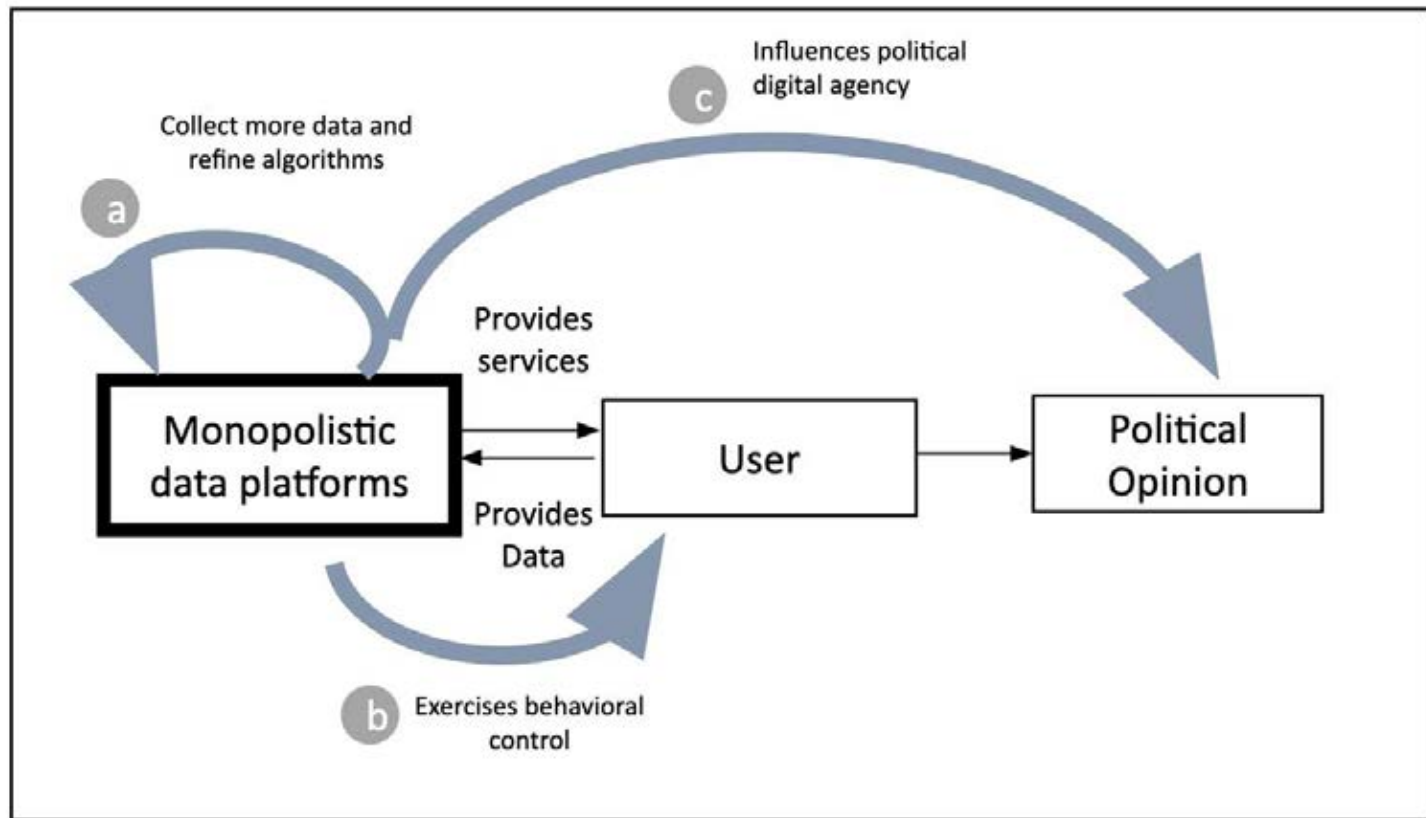 Influences political
digital agency
c
Collect more data and
refine algorithms
a
Provides
services
Monopolistic
data platforms
User
Political
Opinion
Provides
Data
b
Exercises behavioral
control